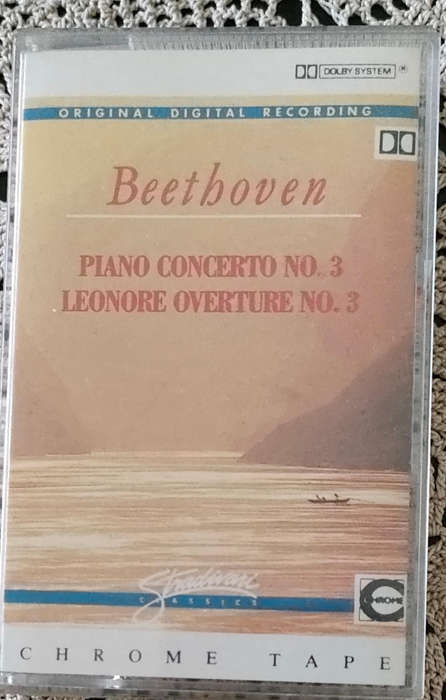 DOLBY SYSTEM ®
ORIGINAL DIGITAL RECORDING
Beethoven
PIANO CONCERTO NO. 3
LEONORE OVERTURE NO. 3
Stradivari
CLASSICS
CHROME
CHROME TAPE